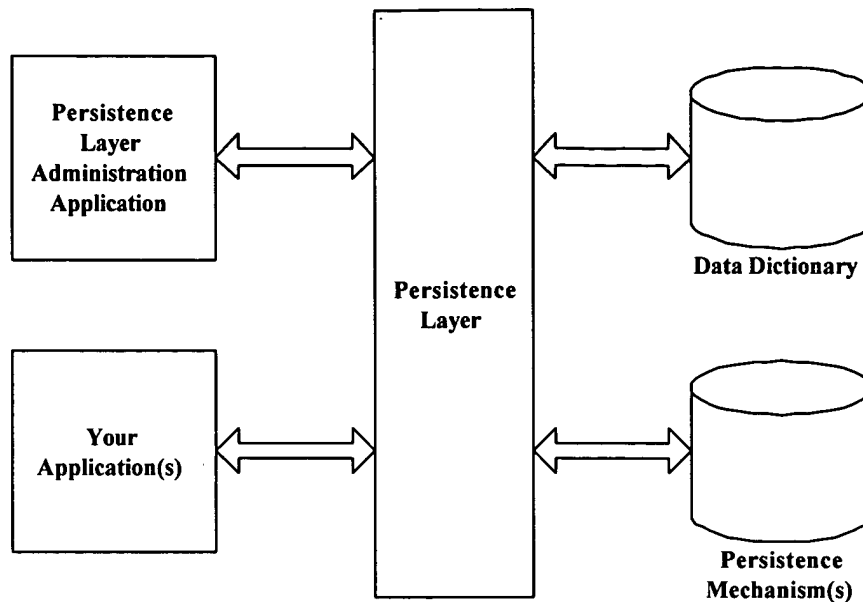 Persistence
Layer
Administration
Application
Data Dictionary
Persistence
Layer
Your
Application(s)
Persistence
Mechanism(s)